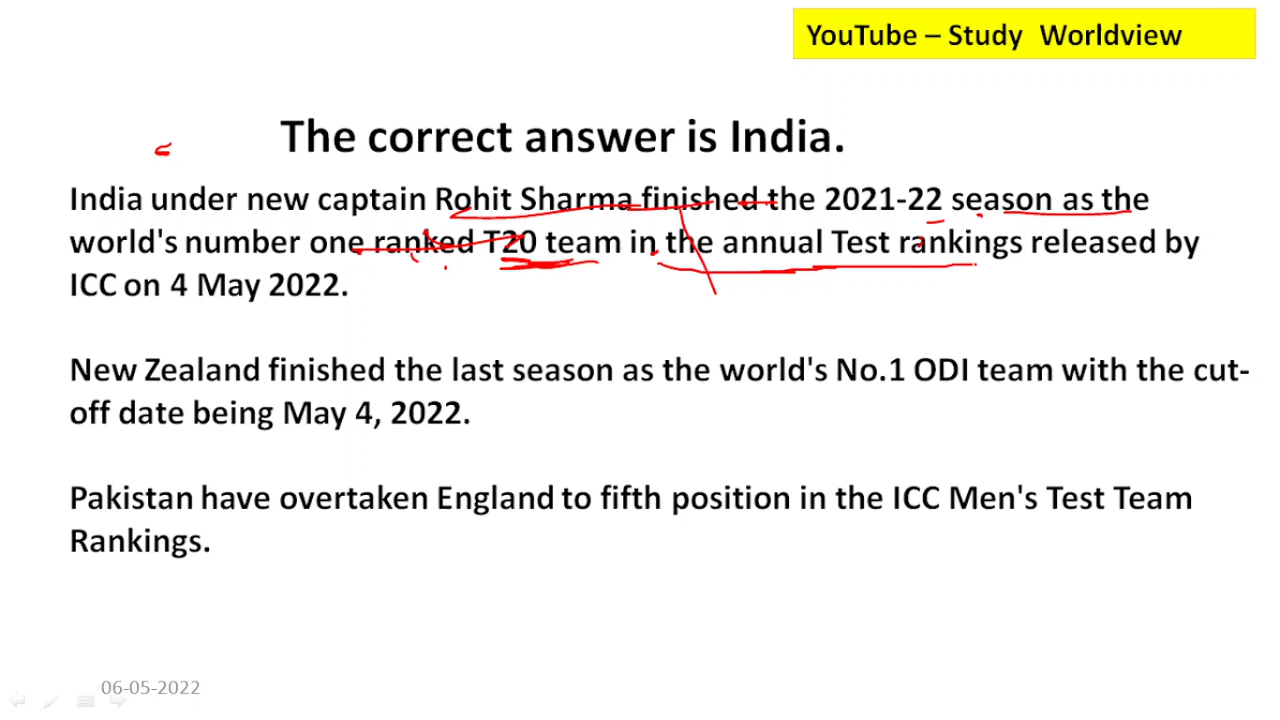 YouTube – Study Worldview
The correct answer is India.
India under new captain Rohit Sharma finished the 2021-22 season as the
world's number one ranked T20 team in the annual Test rankings released by
ICC on 4 May 2022.
New Zealand finished the last season as the world's No.1 ODI team with the cut-
off date being May 4, 2022.
Pakistan have overtaken England to fifth position in the ICC Men's Test Team
Rankings.
06-05-2022